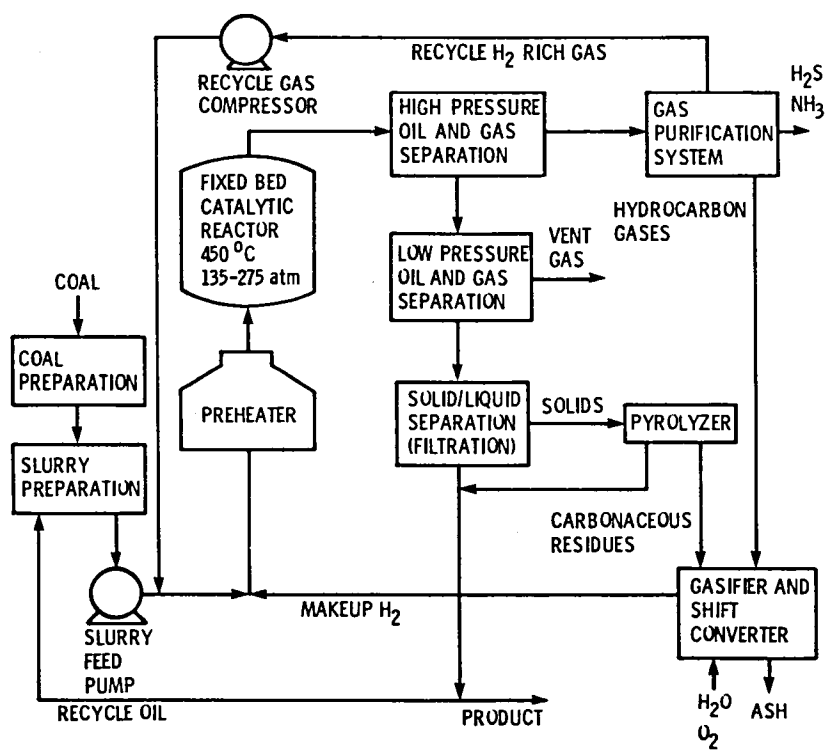 RECYCLE H2 RICH GAS
RECYCLE GAS
COMPRESSOR
HIGH PRESSURE
OIL AND GAS
SEPARATION
GAS
PURIFICATION
SYSTEM
H2S
NH3
FIXED BED
CATALYTIC
REACTOR
450 °C
135-275 atm
HYDROCARBON
GASES
LOW PRESSURE
OIL AND GAS
SEPARATION
VENT
GAS
COAL
COAL
PREPARATION
PREHEATER
SOLID/LIQUID
SEPARATION
(FILTRATION)
SOLIDS
PYROLYZER
SLURRY
PREPARATION
CARBONACEOUS
RESIDUES
GASIFIER AND
SHIFT
CONVERTER
MAKEUP H2
SLURRY
FEED
PUMP
RECYCLE OIL
PRODUCT
H2O
O2
ASH